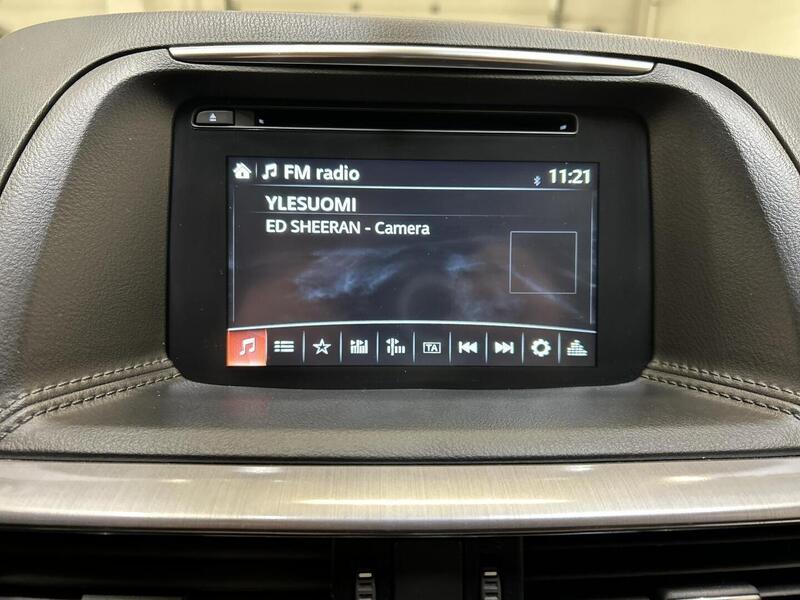 FM radio 11:21
YLESUOMI
ED SHEERAN - Camera
TA